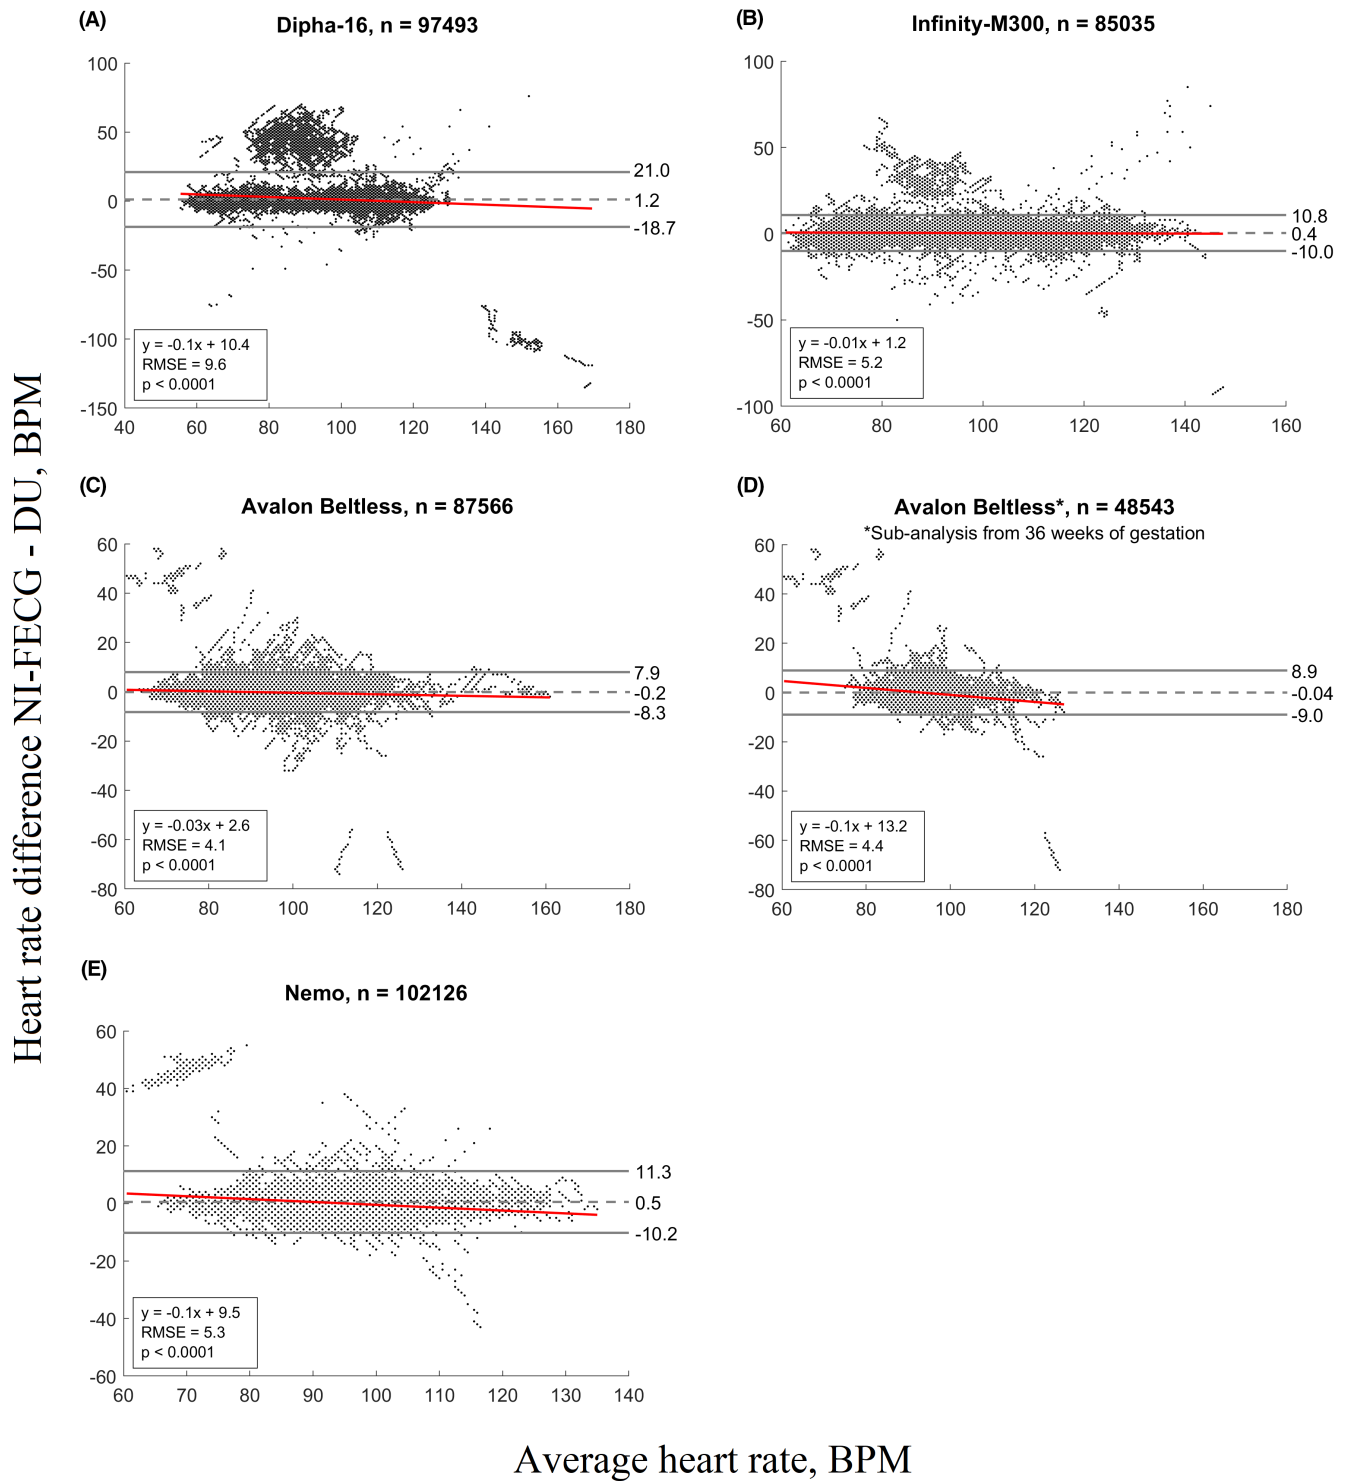 Heart rate difference NI-FECG - DU, BPM
(A)
Dipha-16, n = 97493
100
50
0
-50
-100
-150
21.0
1.2
-18.7
y = -0.1x + 10.4
RMSE = 9.6
p < 0.0001
40 60 80 100 120 140 160 180
(B)
Infinity-M300, n = 85035
100
50
0
-50
-100
10.8
0.4
-10.0
y = -0.01x + 1.2
RMSE = 5.2
p < 0.0001
60 80 100 120 140 160
(C)
Avalon Beltless, n = 87566
60
40
20
0
-20
-40
-60
-80
7.9
-0.2
-8.3
y = -0.03x + 2.6
RMSE = 4.1
p < 0.0001
60 80 100 120 140 160 180
(D)
Avalon Beltless*, n = 48543
*Sub-analysis from 36 weeks of gestation
60
40
20
0
-20
-40
-60
-80
8.9
-0.04
-9.0
y = -0.1x + 13.2
RMSE = 4.4
p < 0.0001
60 80 100 120 140 160 180
(E)
Nemo, n = 102126
60
40
20
0
-20
-40
-60
11.3
0.5
-10.2
y = -0.1x + 9.5
RMSE = 5.3
p < 0.0001
60 70 80 90 100 110 120 130 140
Average heart rate, BPM